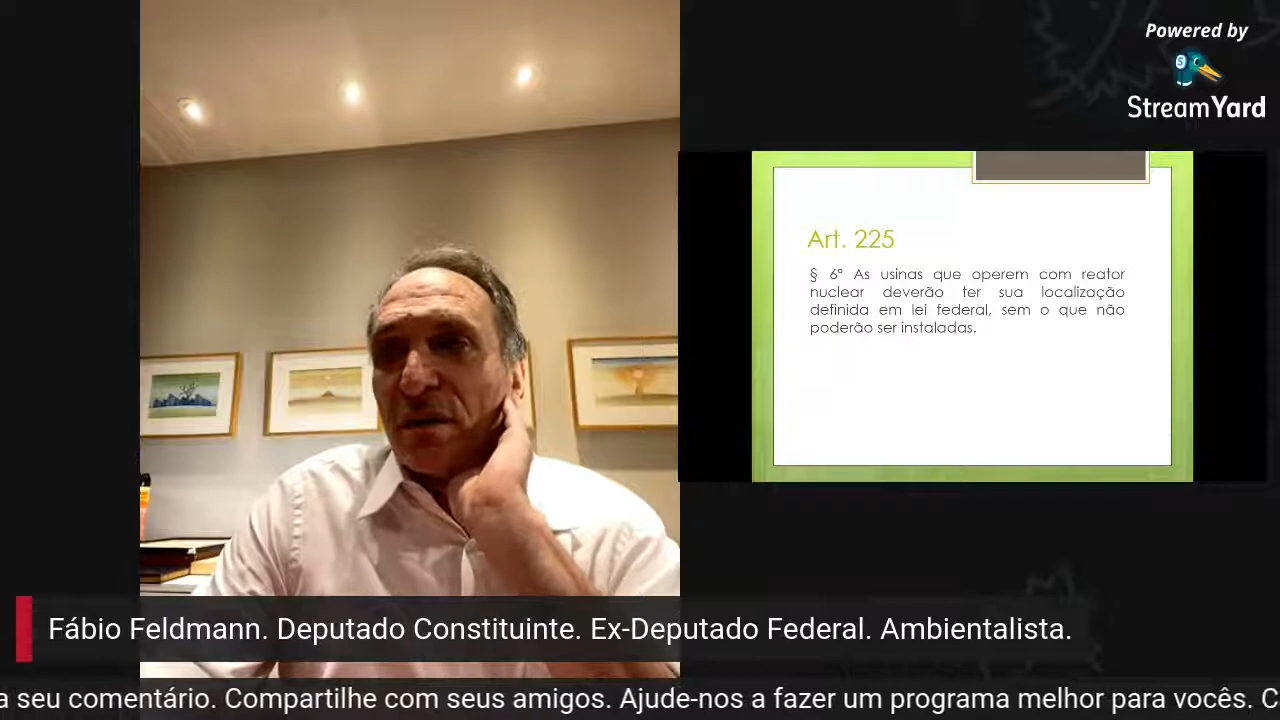 Powered by
StreamYard
Art. 225
§ 6º As usinas que operem com reator
nuclear deverão ter sua localização
definida em lei federal, sem o que não
poderão ser instaladas.
Fábio Feldmann. Deputado Constituinte. Ex-Deputado Federal. Ambientalista.
a seu comentário. Compartilhe com seus amigos. Ajude-nos a fazer um programa melhor para vocês. C